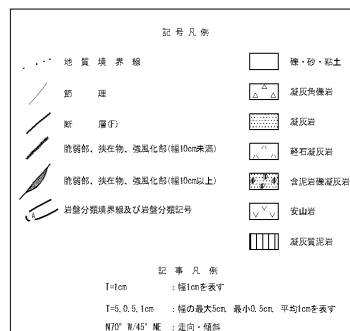 記号凡例
地質境界線
節理
断層(F)
脆弱部、挟在物、強風化部(幅10cm未満)
脆弱部、挟在物、強風化部(幅10cm以上)
岩盤分類境界線及び岩盤分類記号
礫・砂・粘土
凝灰角礫岩
凝灰岩
軽石凝灰岩
含泥岩礫凝灰岩
安山岩
凝灰質泥岩
記事凡例
T=1cm :幅1cmを表す
T=5,0.5,1cm :幅の最大5cm, 最小0.5cm, 平均1cmを表す
N70° W/45° NE :走向・傾斜